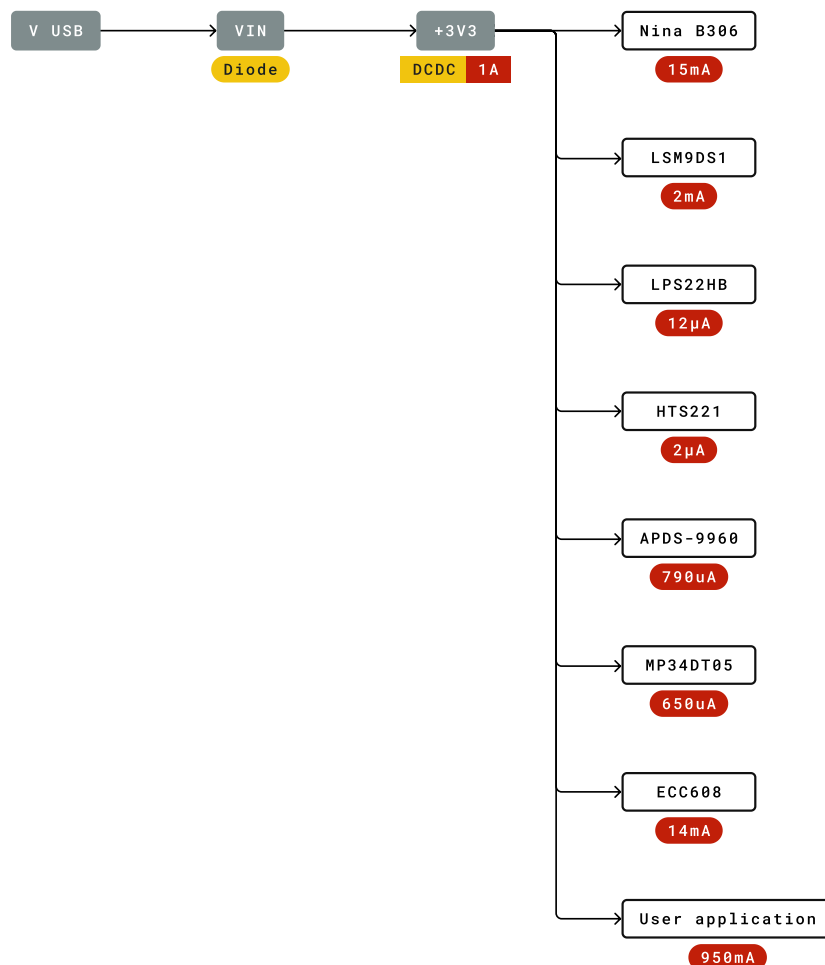 V USB
VIN
+3V3
Nina B306
Diode
DCDC 1A
15mA
LSM9DS1
2mA
LPS22HB
12µA
HTS221
2µA
APDS-9960
790uA
MP34DT05
650uA
ECC608
14mA
User application
950mA